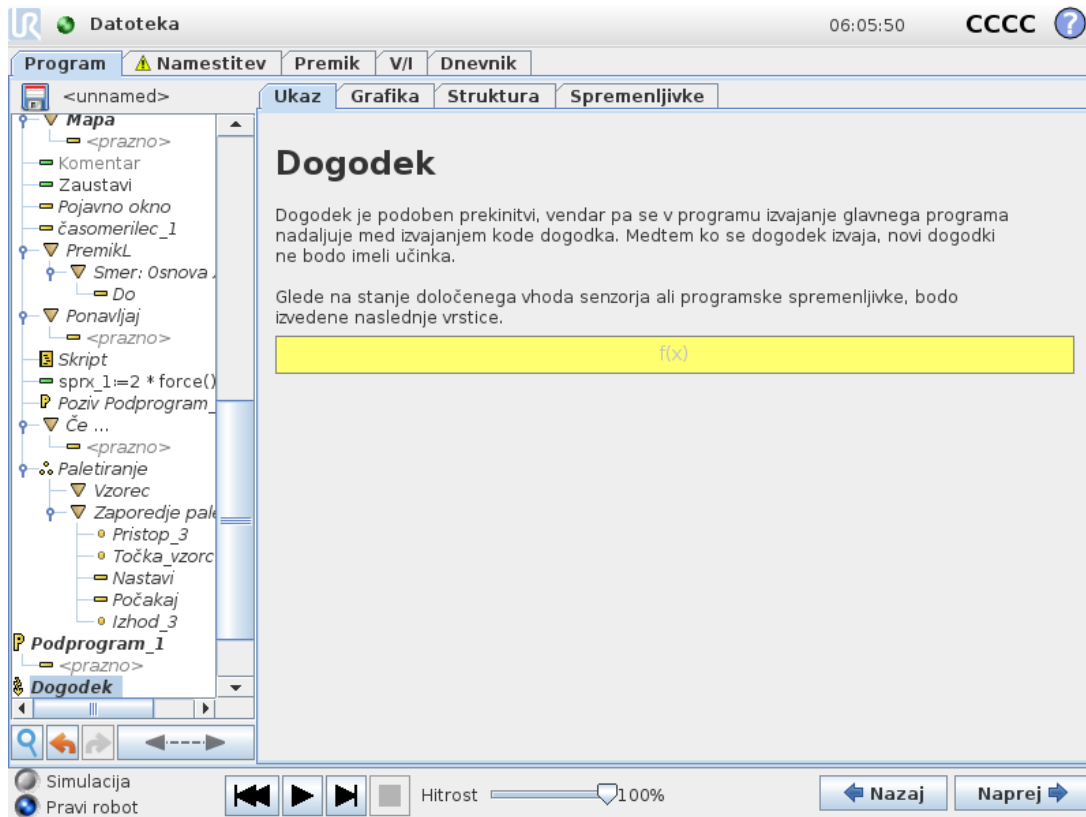 UR Datoteka 06:05:50 CCCC ?
Program Namestitev Premik V/I Dnevnik
<unnamed> Ukaz Grafika Struktura Spremenljivke
Mapa
<prazno>
Komentar
Zaustavi
Pojavno okno
časomerilec_1
PremikL
Smer: Osnova
Do
Ponavljaj
<prazno>
Skript
sprx_1:=2 * force()
Poziv Podprogram_
Če ...
<prazno>
Paletiranje
Vzorec
Zaporedje pale
Pristop_3
Točka_vzorc
Nastavi
Počakaj
Izhod_3
Podprogram_1
<prazno>
Dogodek
Dogodek
Dogodek je podoben prekinitvi, vendar pa se v programu izvajanje glavnega programa
nadaljuje med izvajanjem kode dogodka. Medtem ko se dogodek izvaja, novi dogodki
ne bodo imeli učinka.
Glede na stanje določenega vhoda senzorja ali programske spremenljivke, bodo
izvedene naslednje vrstice.
f(x)
Simulacija
Pravi robot
Hitrost 100%
Nazaj Naprej